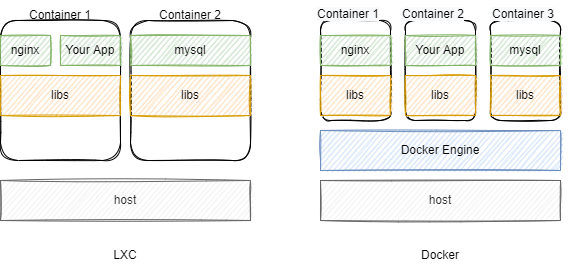 Container 1
Container 2
nginx
Your App
mysql
libs
libs
host
LXC
Container 1
Container 2
Container 3
nginx
Your App
mysql
libs
libs
libs
Docker Engine
host
Docker